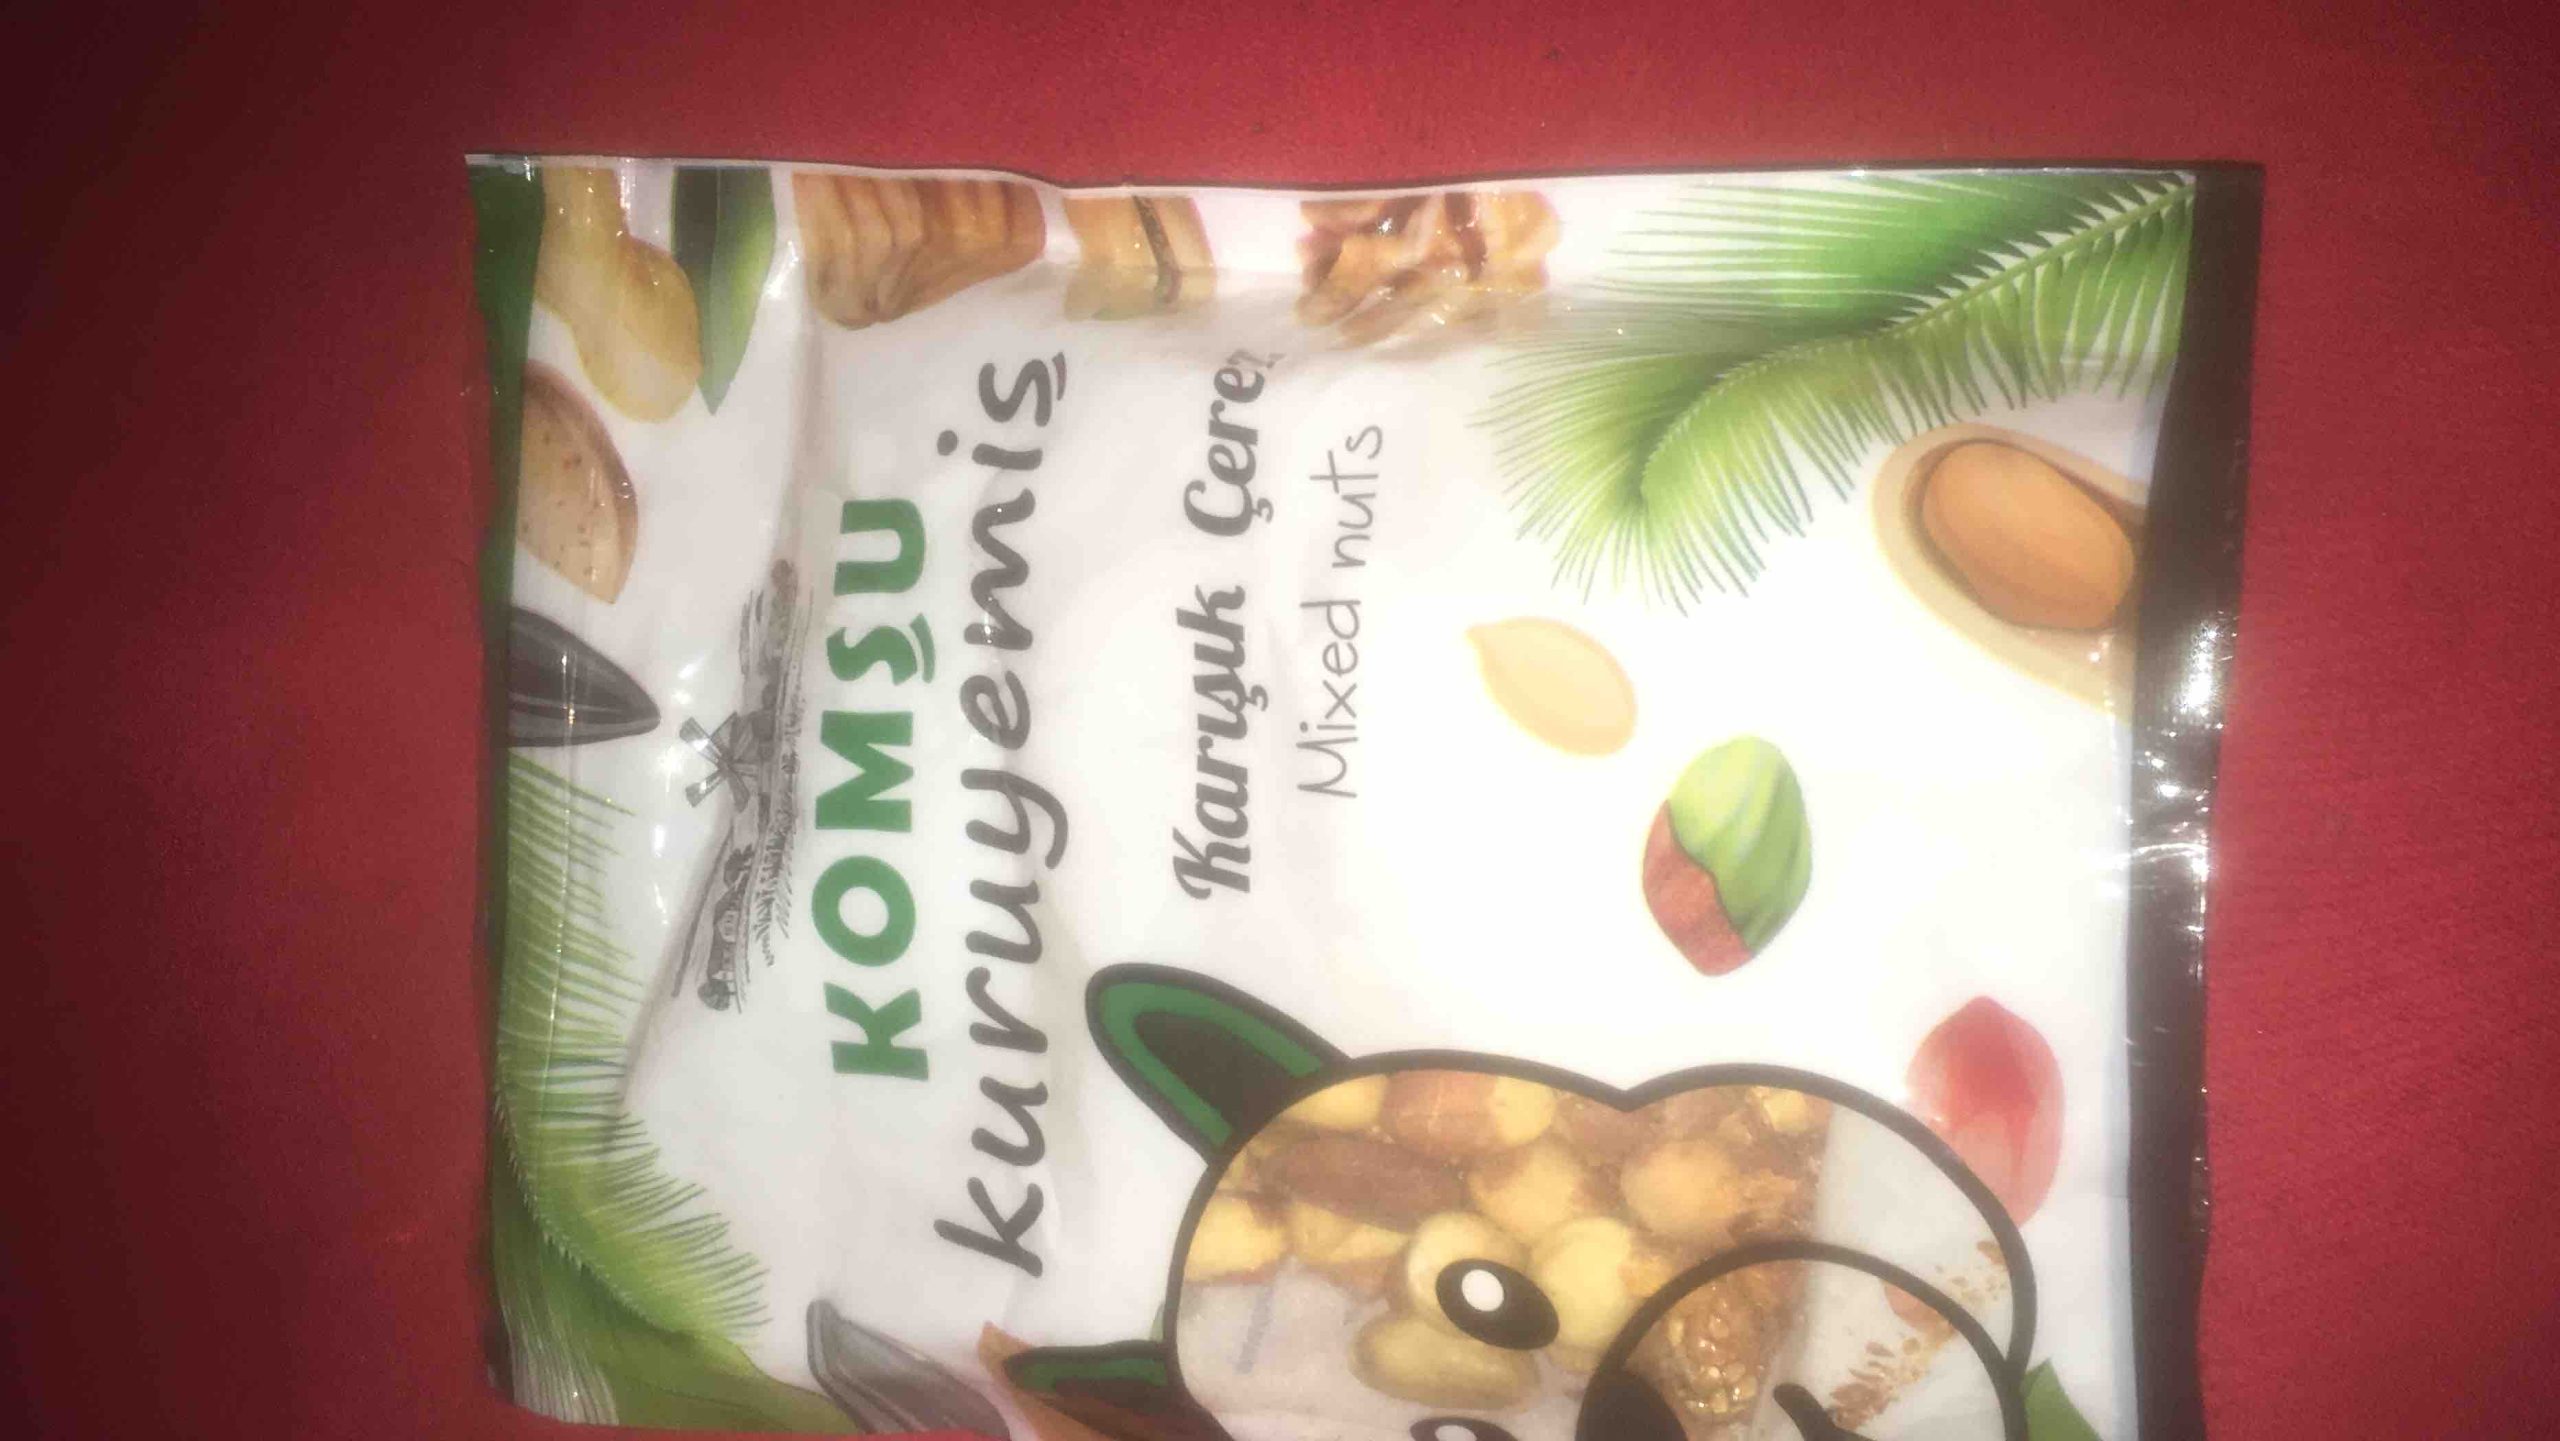 KOMŞU
kuruyemiş
Karışık Çerez
Mixed nuts